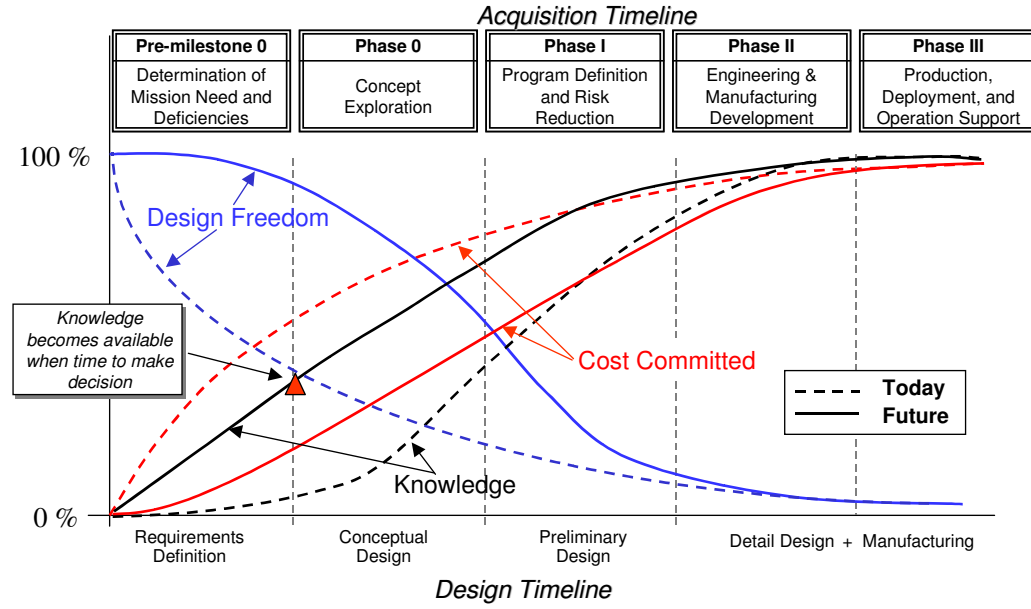 Acquisition Timeline
Pre-milestone 0
Determination of
Mission Need and
Deficiencies
Phase 0
Concept
Exploration
Phase I
Program Definition
and Risk
Reduction
Phase II
Engineering &
Manufacturing
Development
Phase III
Production,
Deployment, and
Operation Support
100 %
Design Freedom
Knowledge
becomes available
when time to make
decision
Cost Committed
Today
Future
Knowledge
0 %
Requirements
Definition
Conceptual
Design
Preliminary
Design
Detail Design + Manufacturing
Design Timeline